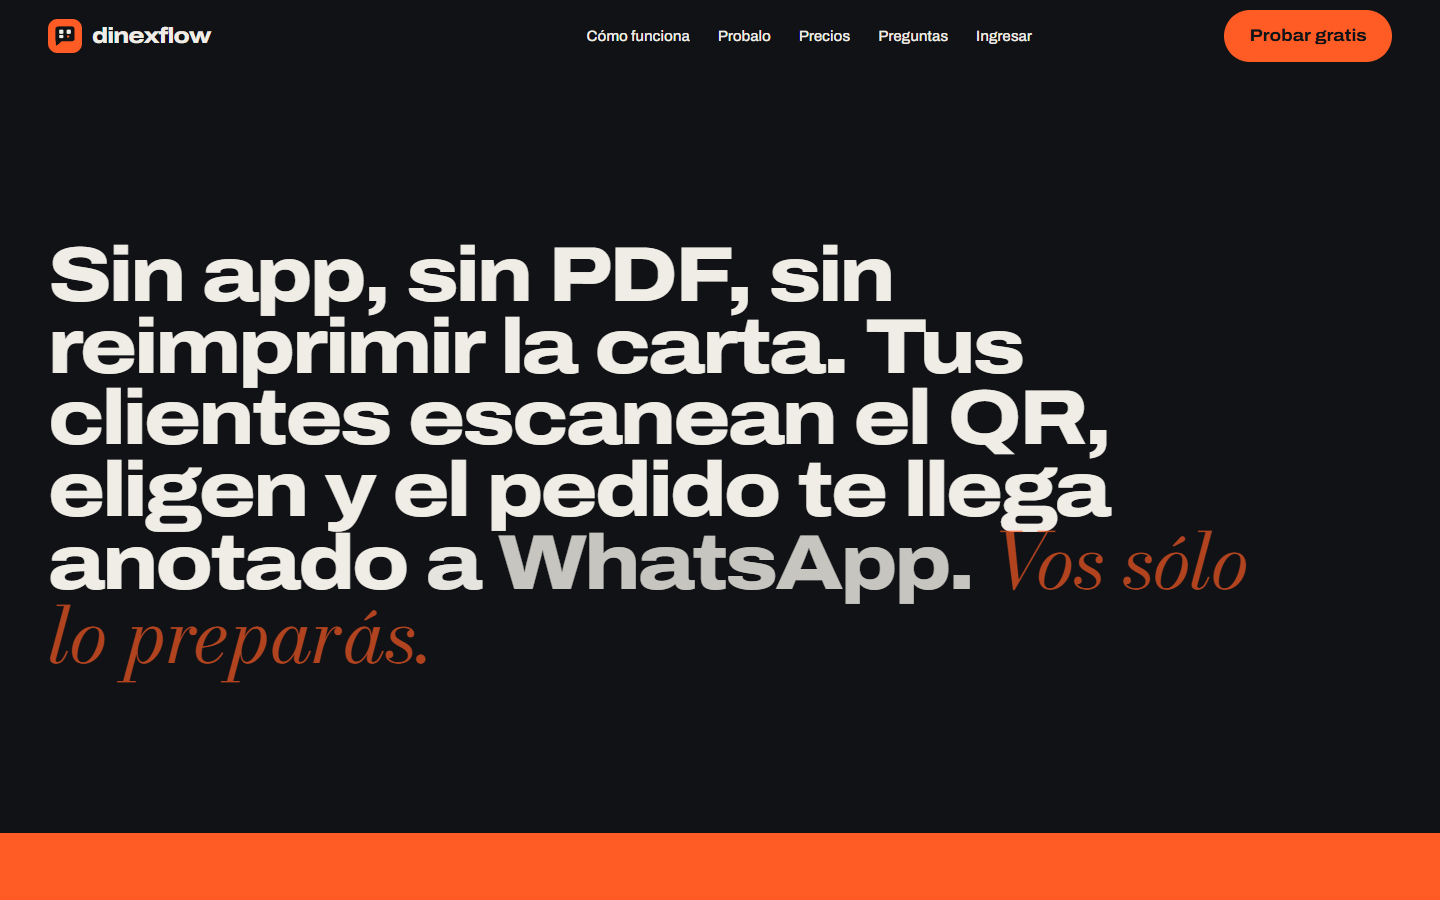 dinexflow
Cómo funciona Probalo Precios Preguntas Ingresar
Probar gratis
Sin app, sin PDF, sin
reimprimir la carta. Tus
clientes escanean el QR,
eligen y el pedido te llega
anotado a WhatsApp. Vos sólo
lo preparás.